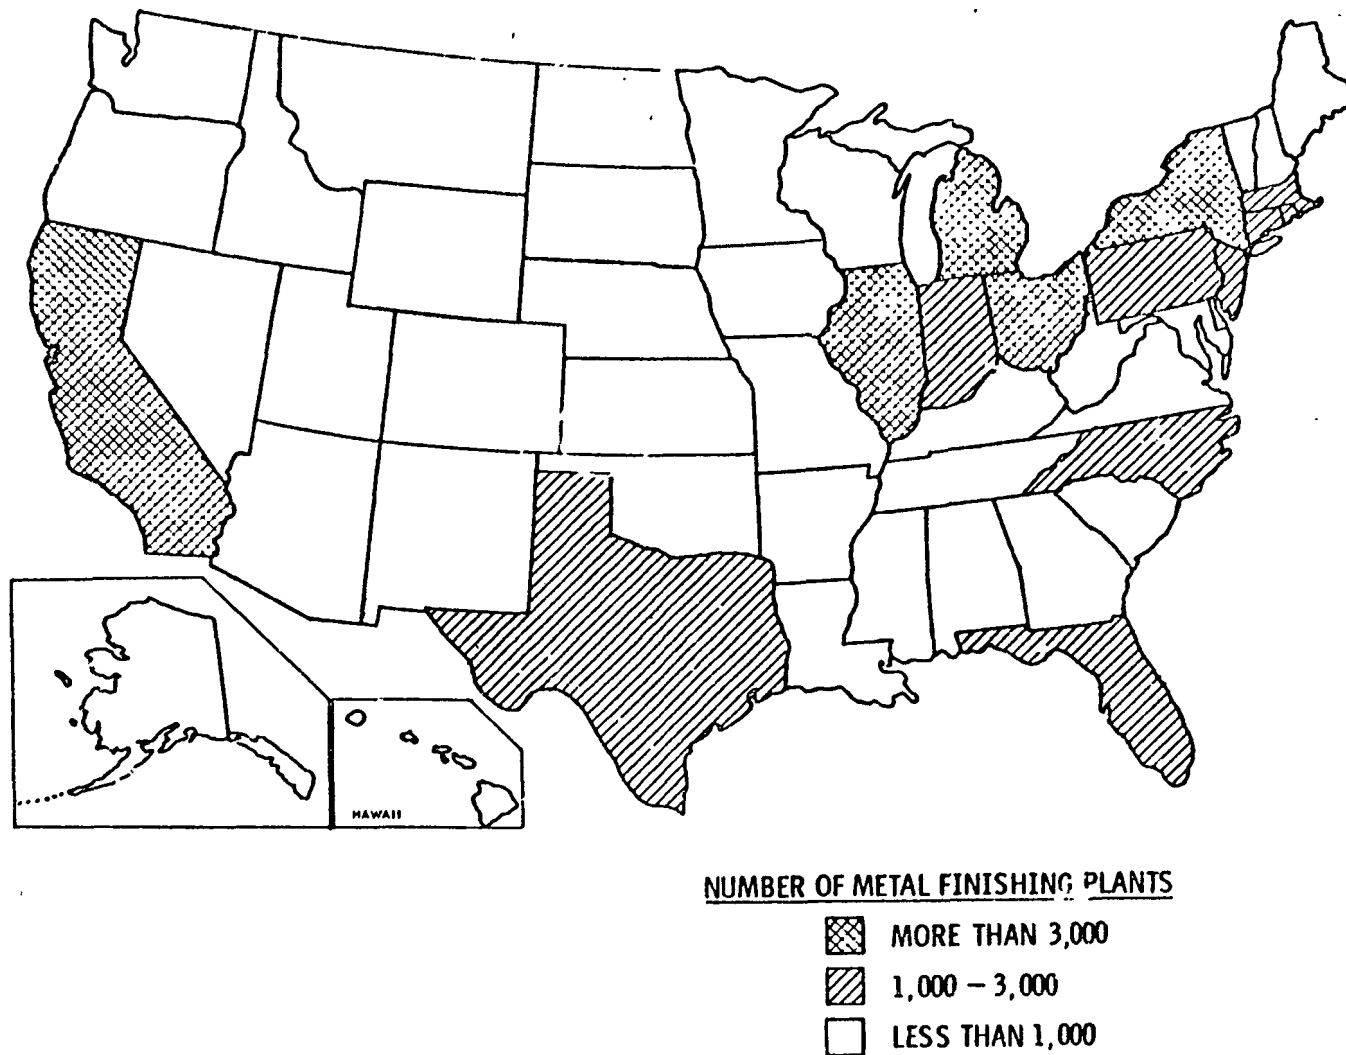 HAWAII
NUMBER OF METAL FINISHING PLANTS
MORE THAN 3,000
1,000 – 3,000
LESS THAN 1,000